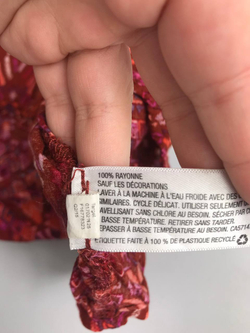 100% RAYONNE
SAUF LES DÉCORATIONS
LAVER À LA MACHINE À L'EAU FROIDE AVEC DES
SIMILAIRES. CYCLE DÉLICAT. UTILISER SEULEMENT
JAVELLISANT SANS CHLORE AU BESOIN. SÉCHER PAR C
BASSE TEMPÉRATURE. RETIRER SANS TARDER.
REPASSER À BASSE TEMPÉRATURE AU BESOIN. CA5714
ÉTIQUETTE FAITE À 100 % DE PLASTIQUE RECYCLÉ